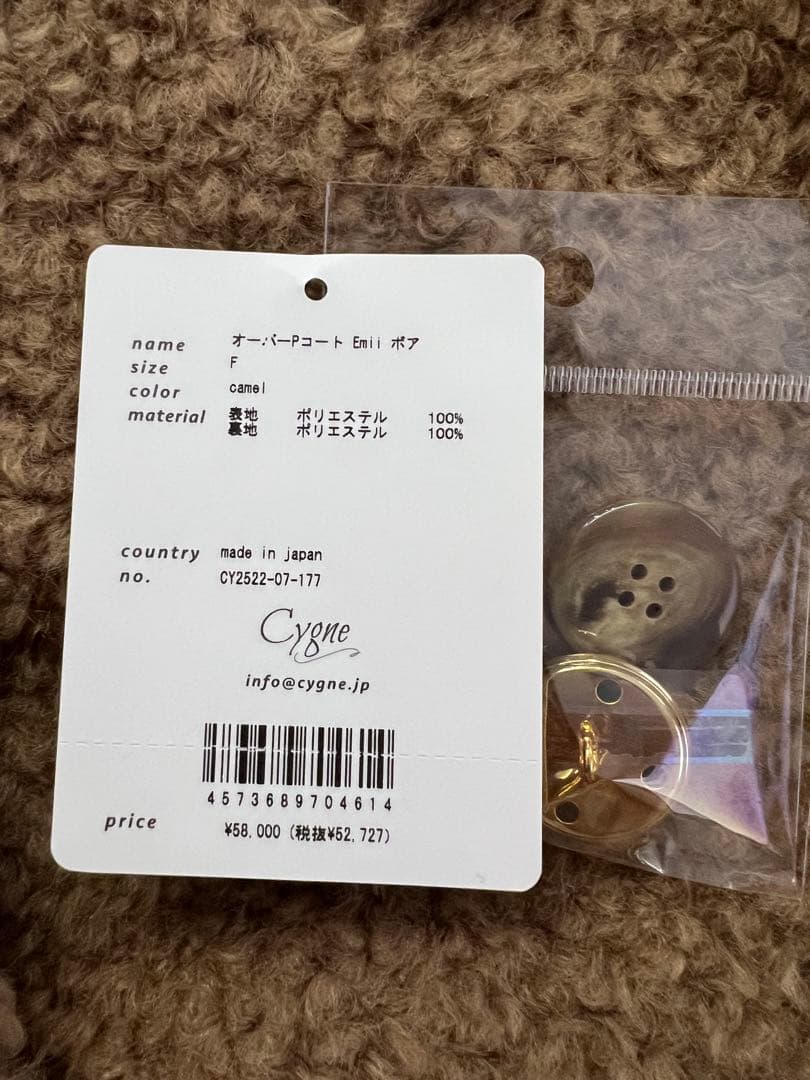 name オーバーPコート Emii ボア
size F
color camel
material 表地 ポリエステル 100%
裏地 ポリエステル 100%
country made in japan
no. CY2522-07-177
Cygne
info@cygne.jp
4573689704614
price ¥58,000 (税抜¥52,727)